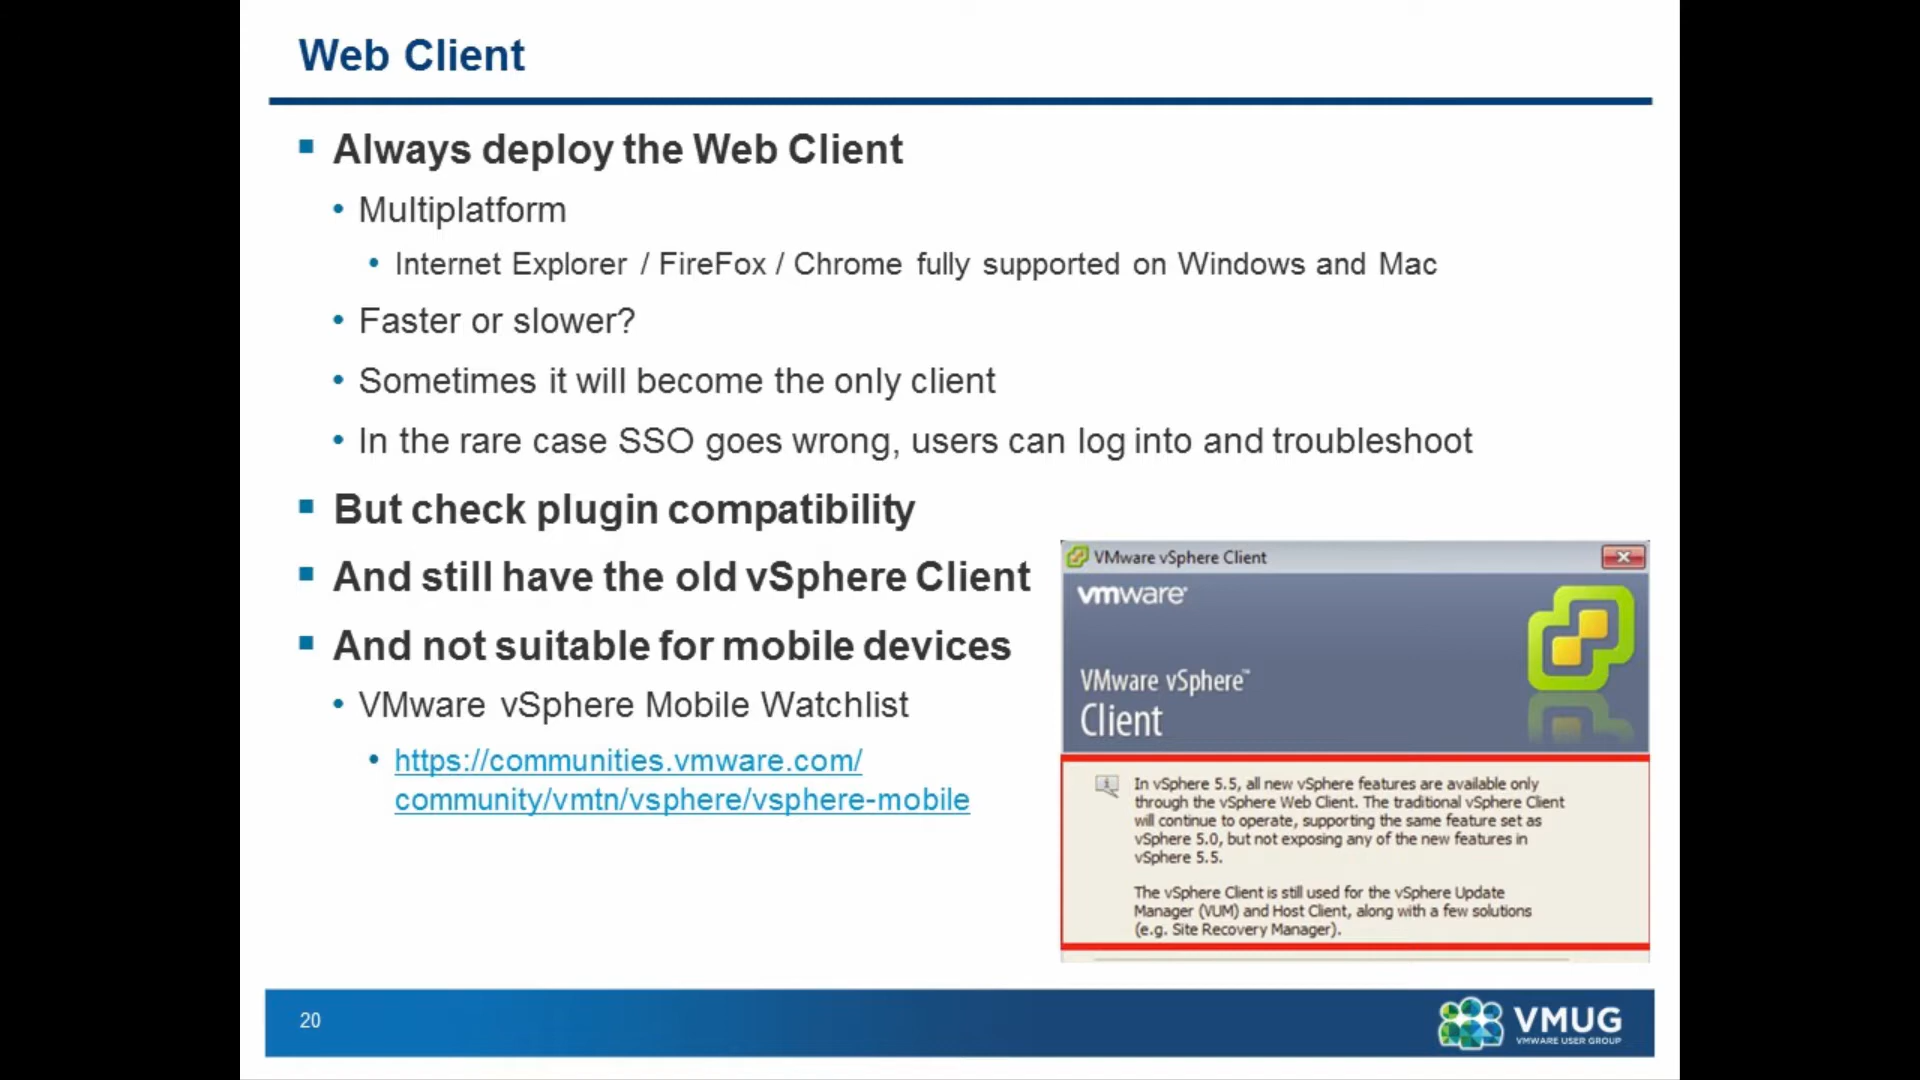 Web Client
Always deploy the Web Client
Multiplatform
Internet Explorer / FireFox / Chrome fully supported on Windows and Mac
Faster or slower?
Sometimes it will become the only client
In the rare case SSO goes wrong, users can log into and troubleshoot
But check plugin compatibility
And still have the old vSphere Client
And not suitable for mobile devices
VMware vSphere Mobile Watchlist
https://communities.vmware.com/
community/vmtn/vsphere/vsphere-mobile
VMware vSphere Client
vmware
VMware vSphere™
Client
In vSphere 5.5, all new vSphere features are available only
through the vSphere Web Client. The traditional vSphere Client
will continue to operate, supporting the same feature set as
vSphere 5.0, but not exposing any of the new features in
vSphere 5.5.
The vSphere Client is still used for the vSphere Update
Manager (VUM) and Host Client, along with a few solutions
(e.g. Site Recovery Manager).
20
VMUG
VMWARE USER GROUP